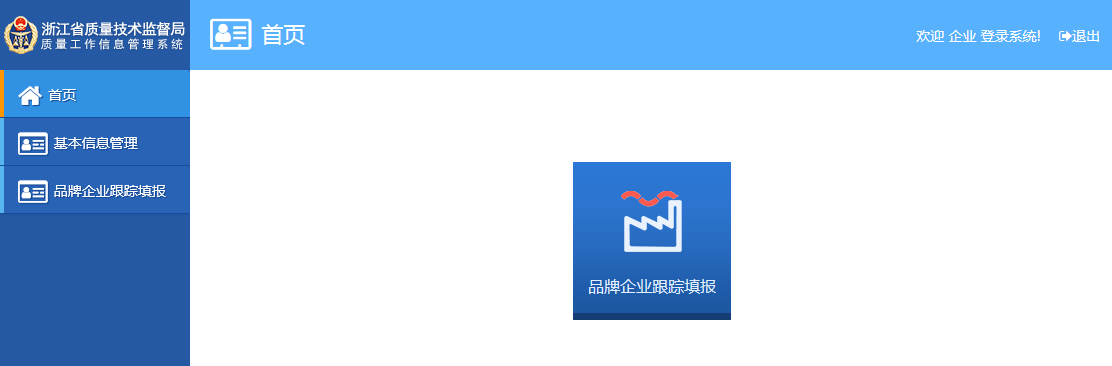 浙江省质量技术监督局
质量工作信息管理系统
首页
欢迎 企业 登录系统! 退出
首页
基本信息管理
品牌企业跟踪填报
品牌企业跟踪填报